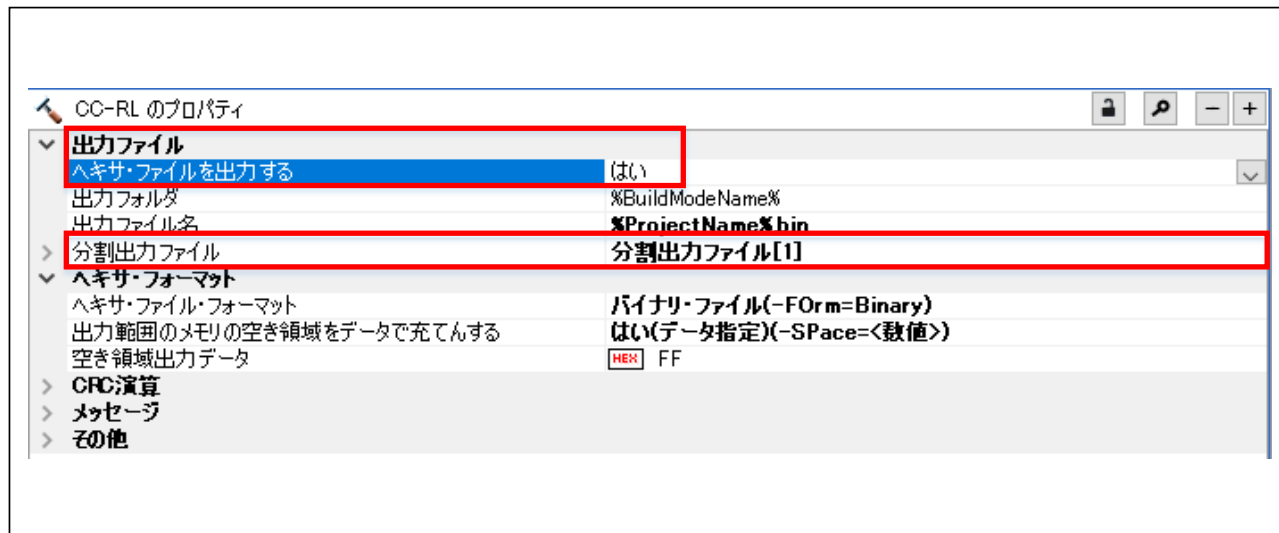 CC-RL のプロパティ
出力ファイル
ヘキサ・ファイルを出力する はい
出力フォルダ %BuildModeName%
出力ファイル名 %ProjectName%.bin
分割出力ファイル 分割出力ファイル[1]
ヘキサ・フォーマット
ヘキサ・ファイル・フォーマット バイナリ・ファイル(-FOrm=Binary)
出力範囲のメモリの空き領域をデータで充てんする はい(データ指定)(-SPace=<数値>)
空き領域出力データ HEX FF
CRC演算
メッセージ
その他